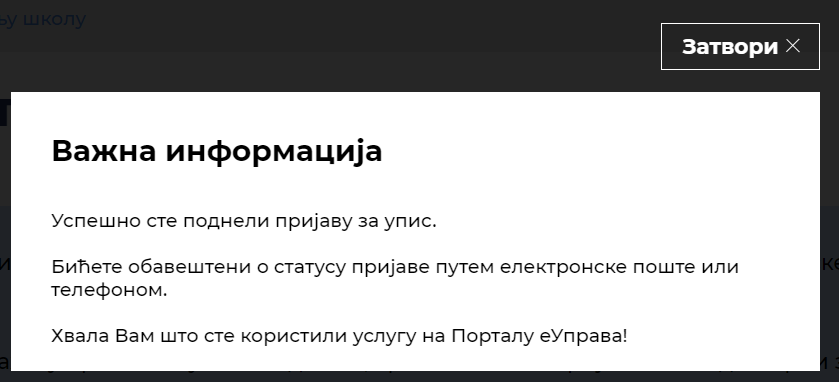 њу школу
Затвори
Важна информација
Успешно сте поднели пријаву за упис.
Бићете обавештени о статусу пријаве путем електронске поште или
телефоном.
Хвала Вам што сте користили услугу на Порталу еУправа!